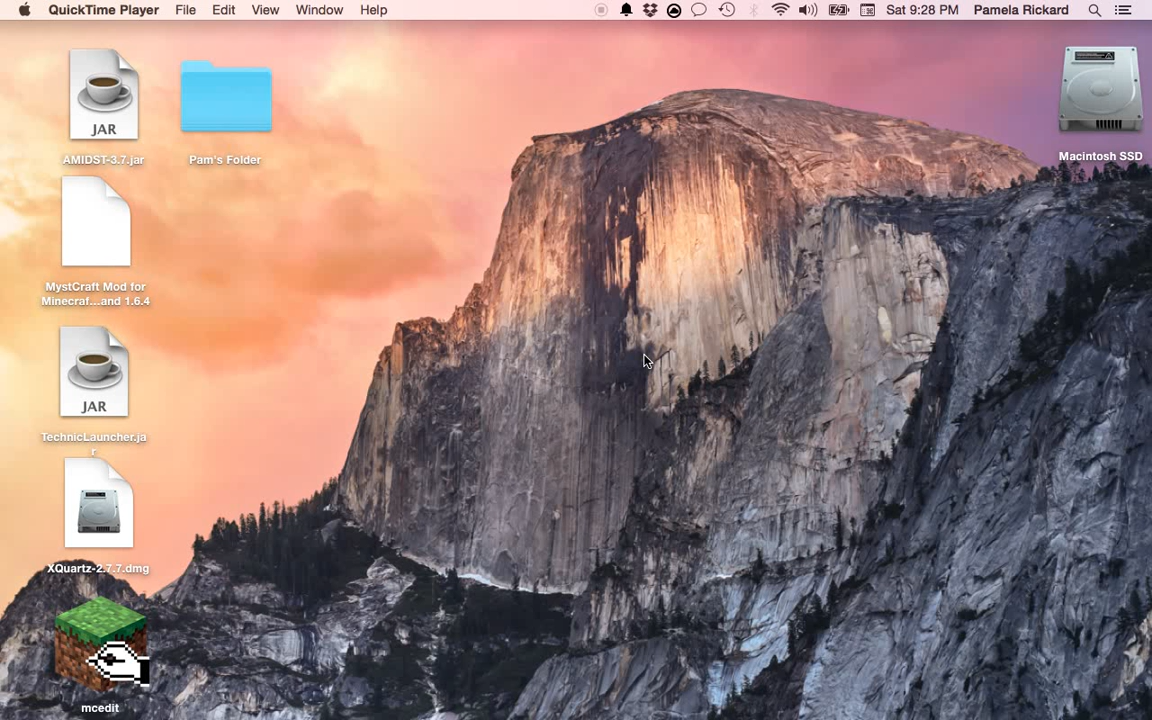 QuickTime Player File Edit View Window Help Sat 9:28 PM Pamela Rickard
JAR
AMIDST-3.7.jar
Pam's Folder
Macintosh SSD
MystCraft Mod for
Minecraf...and 1.6.4
JAR
TechnicLauncher.ja
r
XQuartz-2.7.7.dmg
mcedit